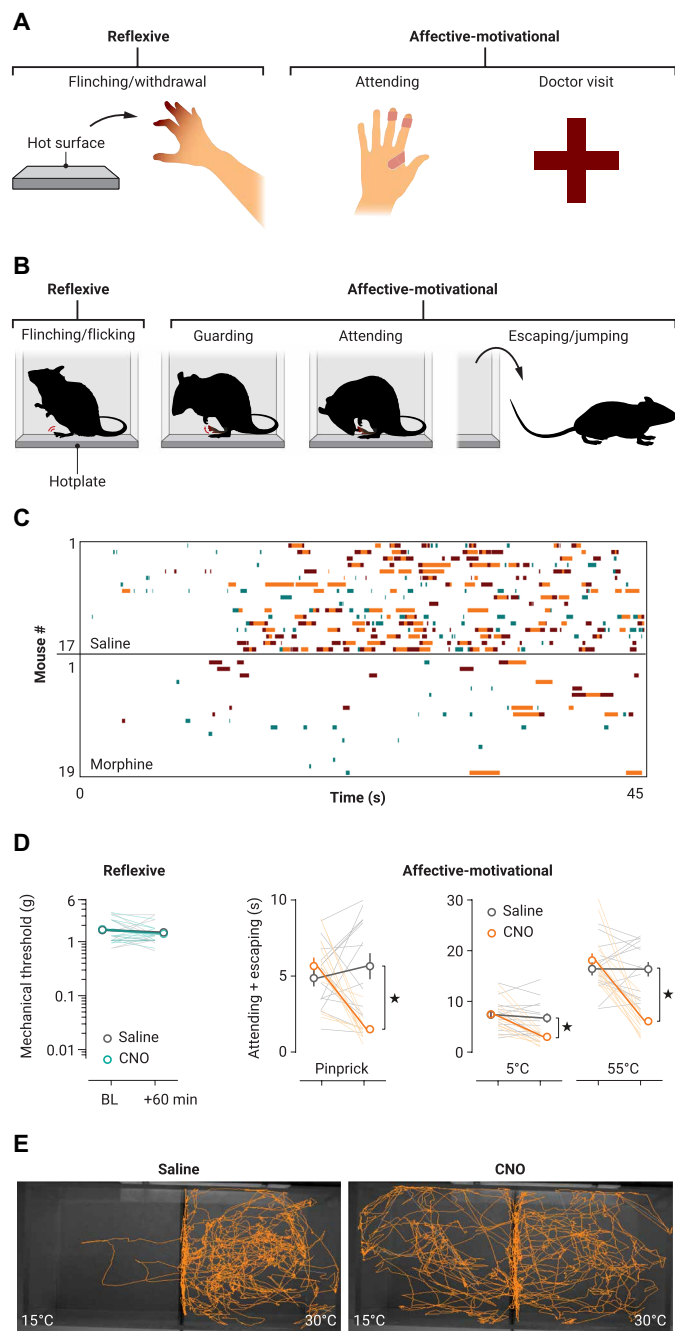 A
Reflexive
Affective-motivational
Flinching/withdrawal
Attending
Doctor visit
Hot surface
B
Reflexive
Affective-motivational
Flinching/flicking
Guarding
Attending
Escaping/jumping
Hotplate
C
Mouse #
1
17
Saline
1
19
Morphine
0
45
Time (s)
D
Reflexive
Affective-motivational
Mechanical threshold (g)
6
1
0.1
0.01
Saline
CNO
BL
+60 min
Attending + escaping (s)
10
5
0
Pinprick
30
20
10
0
Saline
CNO
5°C
55°C
E
Saline
CNO
15°C
30°C
15°C
30°C